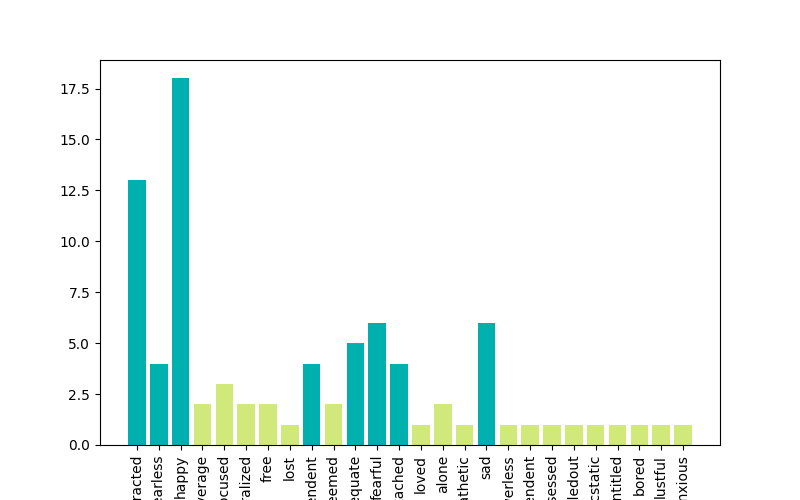 17.5
15.0
12.5
10.0
7.5
5.0
2.5
0.0
racted
earless
happy
verage
ocused
ralized
free
lost
endent
eemed
equate
fearful
ached
loved
alone
athetic
sad
erless
endent
sessed
ledout
cstatic
ntitled
bored
lustful
nxious